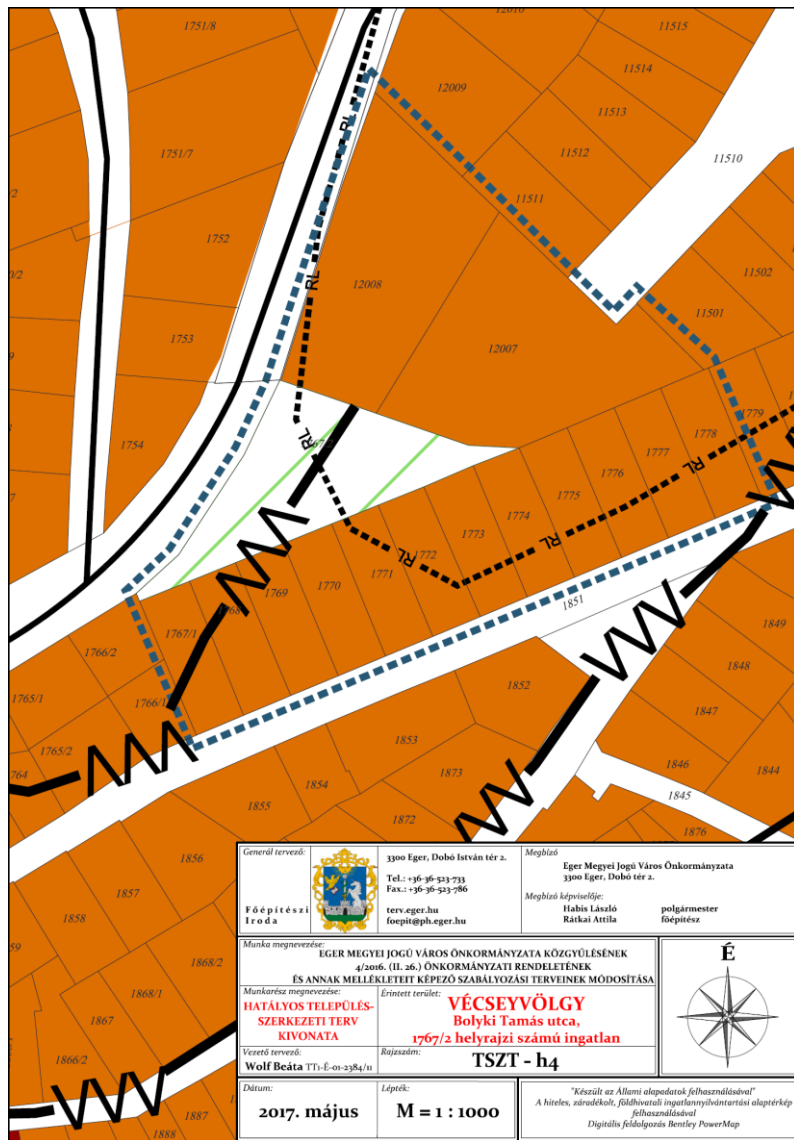 12010
1751/8
11515
11514
12009
11513
RL
11512
11510
1751/7
11511
1752
11502
RL
12008
11501
1753
12007
1779
1754
1778
RL
1777
1776
RL
1775
1774
1773
1772
RL
RL
1771
1770
1769
1768
1851
1767/1
1849
1766/2
1848
1852
1765/1
1766/1
1847
1853
1765/2
1846
1873
1844
1854
1845
1855
1872
1876
1856
1857
1858
1868/2
1868/1
1867
1866/2
1887
1888
Generál tervező:
Főépítészi
Iroda
3300 Eger, Dobó István tér 2.
Tel.: +36-36-523-733
Fax.: +36-36-523-786
terv.eger.hu
foepit@ph.eger.hu
Megbízó
Eger Megyei Jogú Város Önkormányzata
3300 Eger, Dobó tér 2.
Megbízó képviselője:
Habis László polgármester
Rátkai Attila főépítész
Munka megnevezése:
EGER MEGYEI JOGÚ VÁROS ÖNKORMÁNYZATA KÖZGYŰLÉSÉNEK
4/2016. (II. 26.) ÖNKORMÁNYZATI RENDELETÉNEK
ÉS ANNAK MELLÉKLETEIT KÉPEZŐ SZABÁLYOZÁSI TERVEINEK MÓDOSÍTÁSA
Munkarész megnevezése:
HATÁLYOS TELEPÜLÉS-
SZERKEZETI TERV
KIVONATA
Érintett terület:
VÉCSEYVÖLGY
Bolyki Tamás utca,
1767/2 helyrajzi számú ingatlan
Vezető tervező:
Wolf Beáta TT1-É-01-2384/11
Rajzszám:
TSZT - h4
É
Dátum:
2017. május
Lépték:
M = 1 : 1000
"Készült az Állami alapadatok felhasználásával"
A hiteles, záradékolt, földhivatali ingatlannyilvántartási alaptérkép
felhasználásával
Digitális feldolgozás Bentley PowerMap